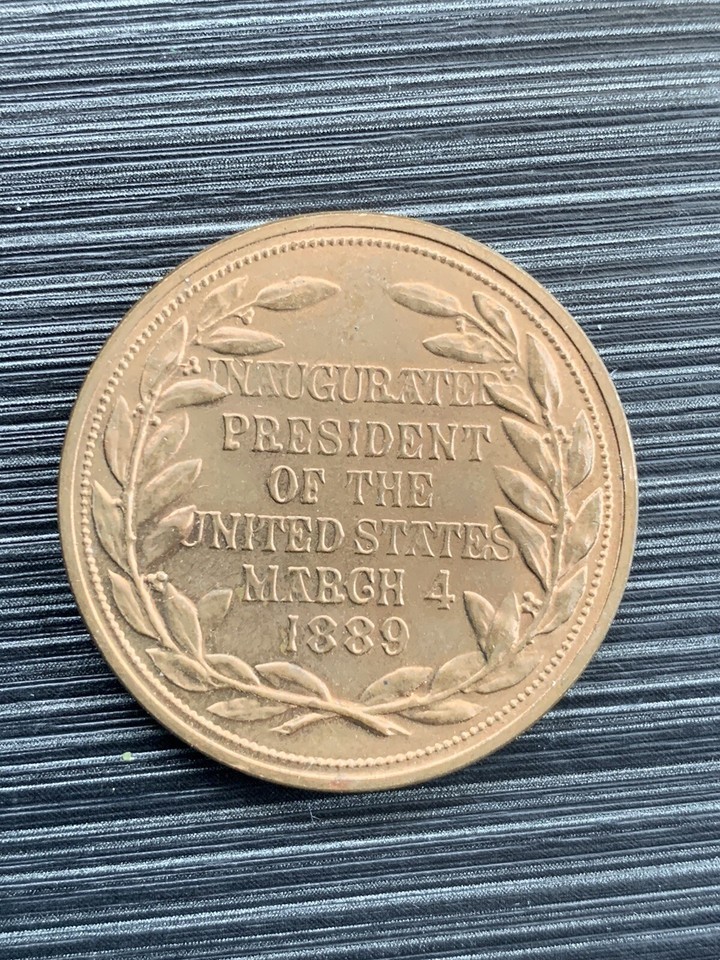 INAUGURATED
PRESIDENT
OF THE
UNITED STATES
MARCH 4
1889